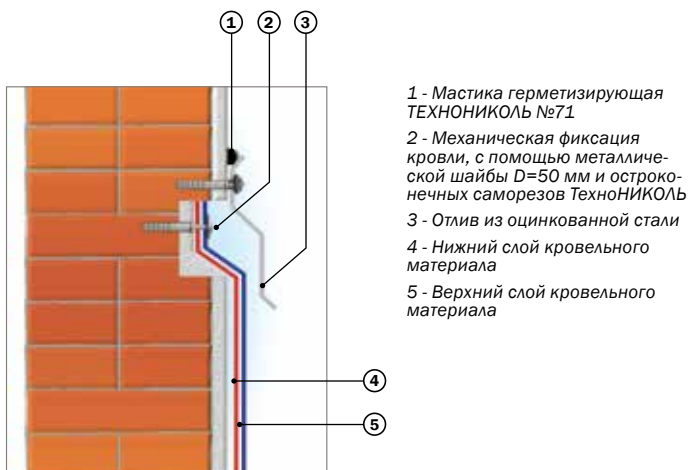 1
2
3
1 - Мастика герметизирующая
ТЕХНОНИКОЛЬ №71
2 - Механическая фиксация
кровли, с помощью металличе-
ской шайбы D=50 мм и остроко-
нечных саморезов ТехноНИКОЛЬ
3 - Отлив из оцинкованной стали
4 - Нижний слой кровельного
материала
5 - Верхний слой кровельного
материала
4
5